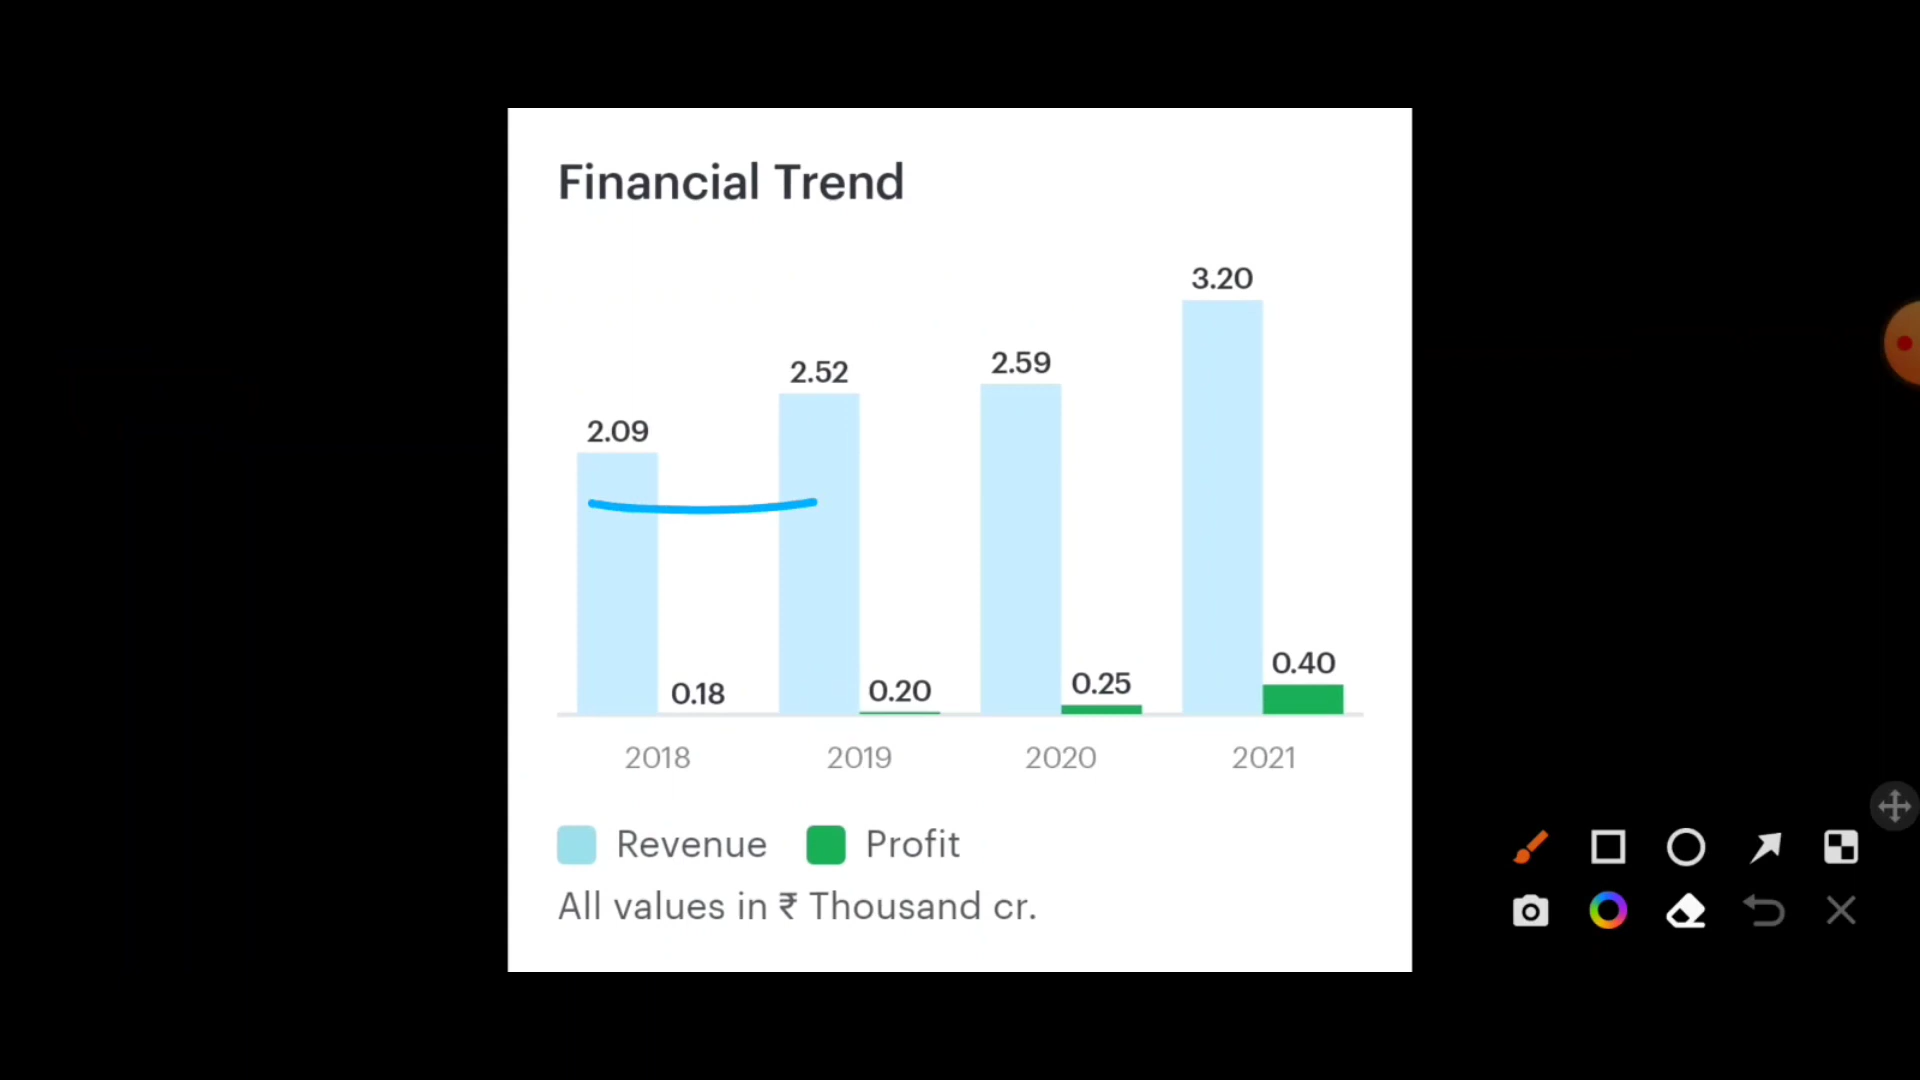 Financial Trend
3.20
2.59
2.52
2.09
0.40
0.25
0.20
0.18
2018 2019 2020 2021
Revenue Profit
All values in ₹ Thousand cr.